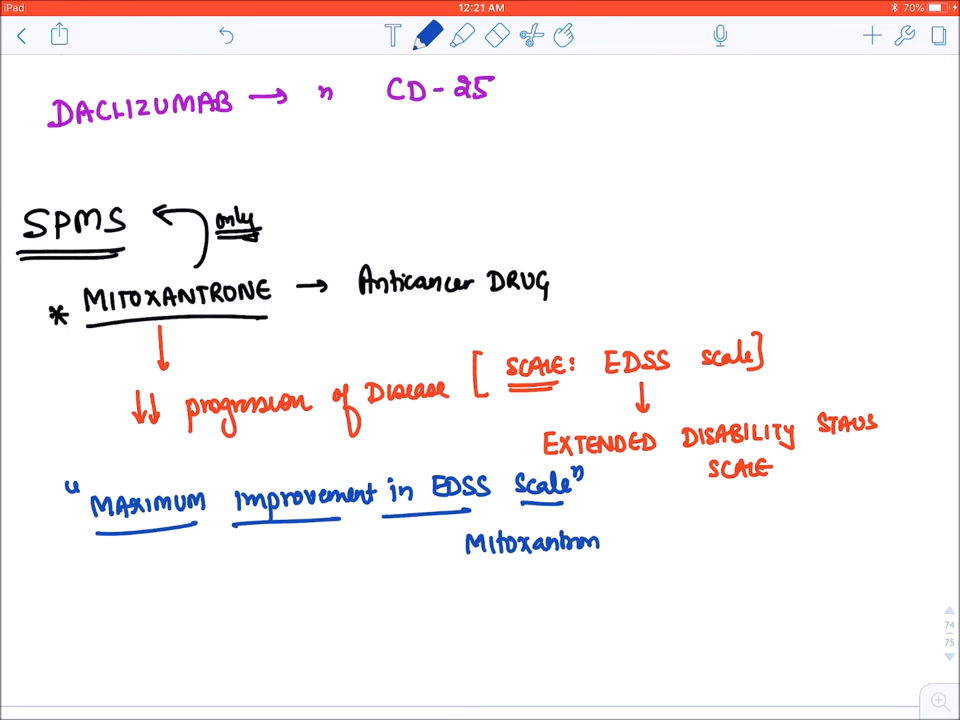 iPad 12:21 AM 70%
T
DACLIZUMAB → " CD-25
SPMS only
* MITOXANTRONE → Anticancer DRUG
↓
↓↓ progression of Disease [SCALE: EDSS scale]
↓
EXTENDED DISABILITY STAUS
SCALE
"MAXIMUM improvement in EDSS Scale"
Mitoxantron
74
75